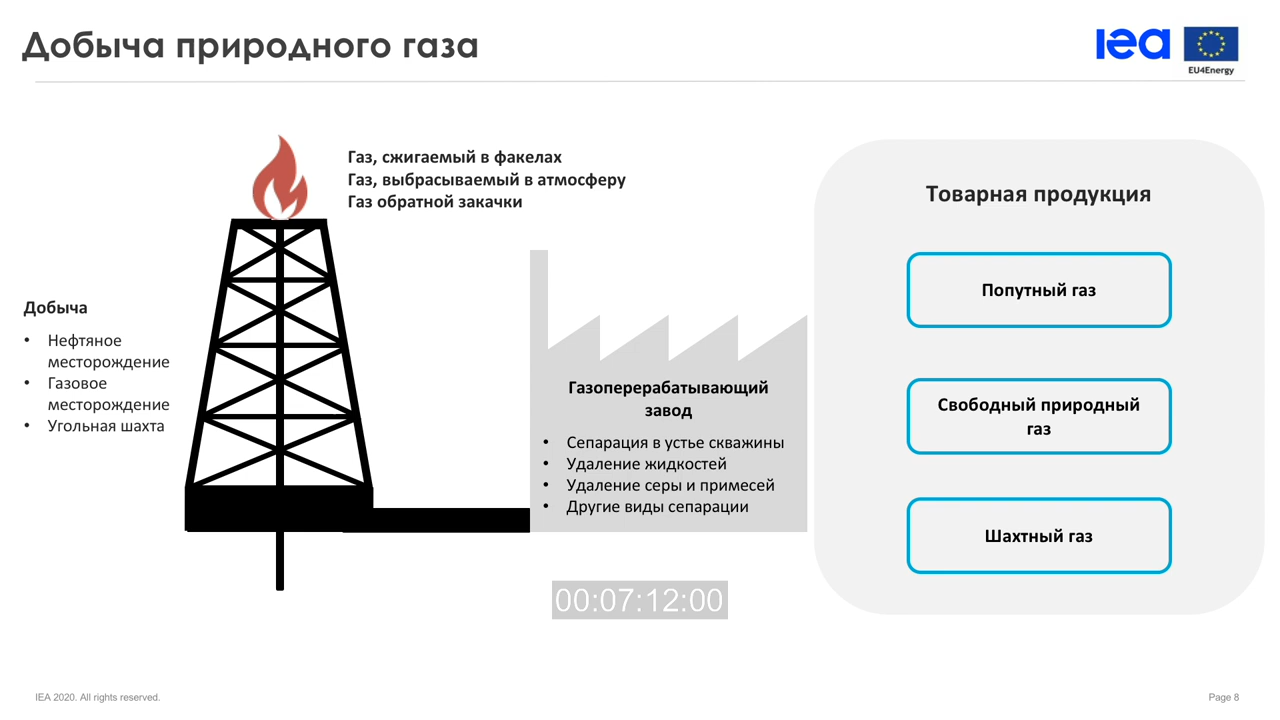 Добыча природного газа
iea
EU4Energy
Газ, сжигаемый в факелах
Газ, выбрасываемый в атмосферу
Газ обратной закачки
Добыча
• Нефтяное
месторождение
• Газовое
месторождение
• Угольная шахта
Газоперерабатывающий
завод
• Сепарация в устье скважины
• Удаление жидкостей
• Удаление серы и примесей
• Другие виды сепарации
Товарная продукция
Попутный газ
Свободный природный
газ
Шахтный газ
00:07:12:00
IEA 2020. All rights reserved.
Page 8